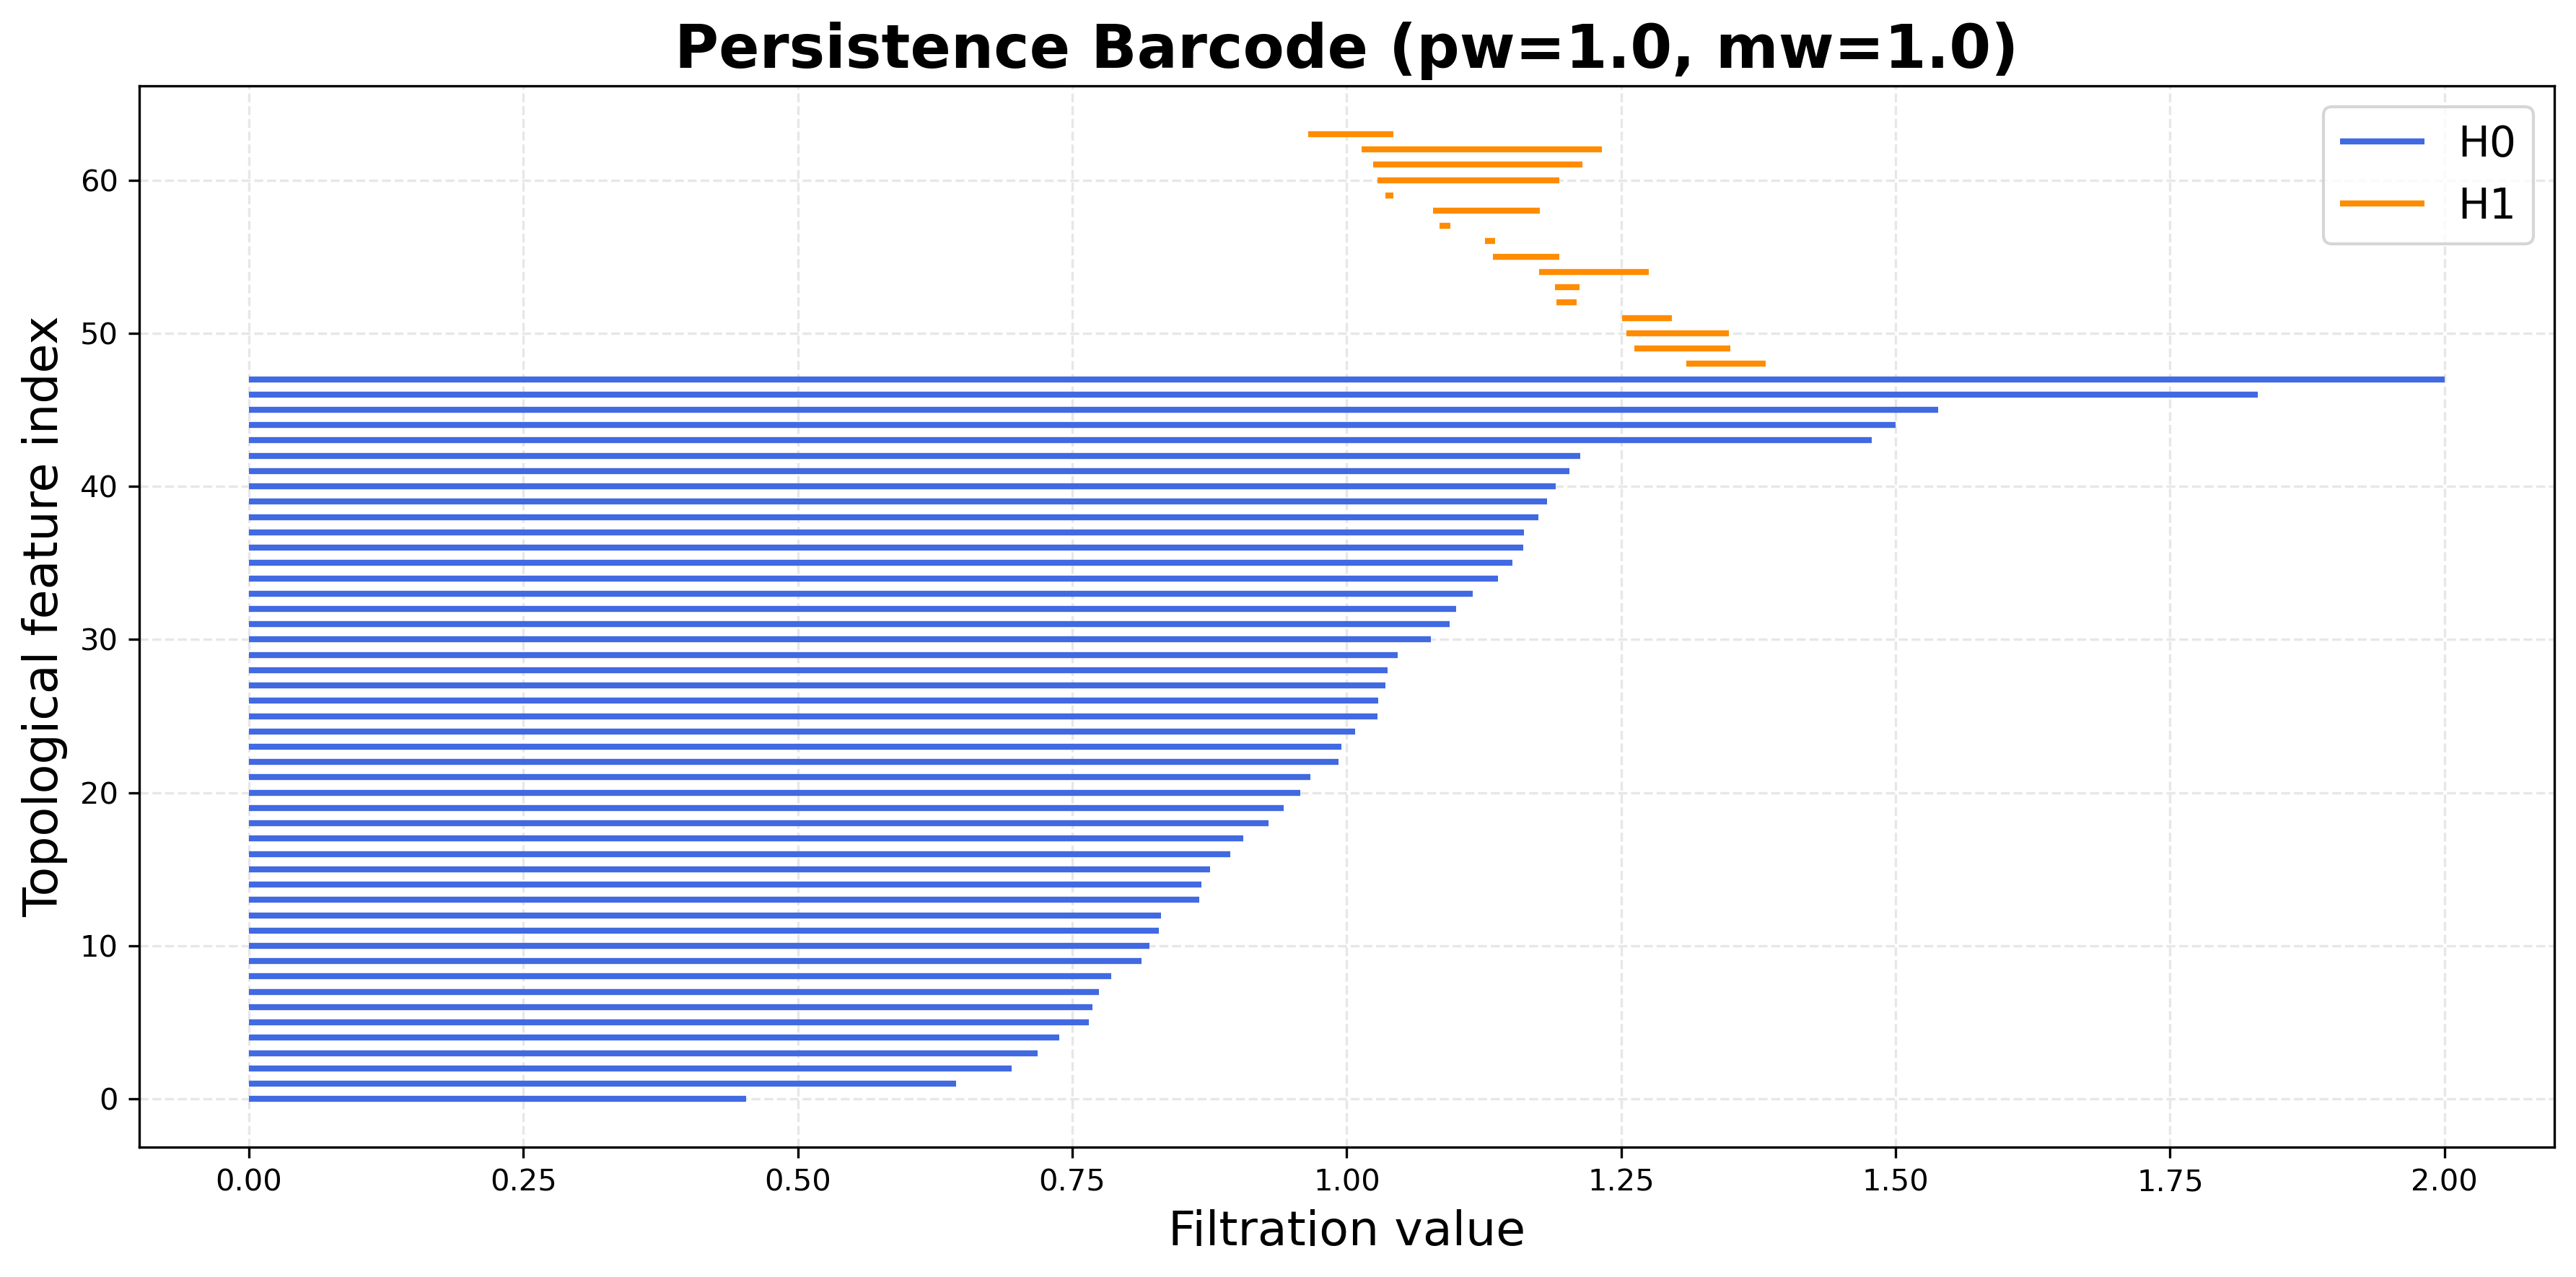 Persistence Barcode (pw=1.0, mw=1.0)
H0
H1
Topological feature index
60
50
40
30
20
10
0
0.00 0.25 0.50 0.75 1.00 1.25 1.50 1.75 2.00
Filtration value